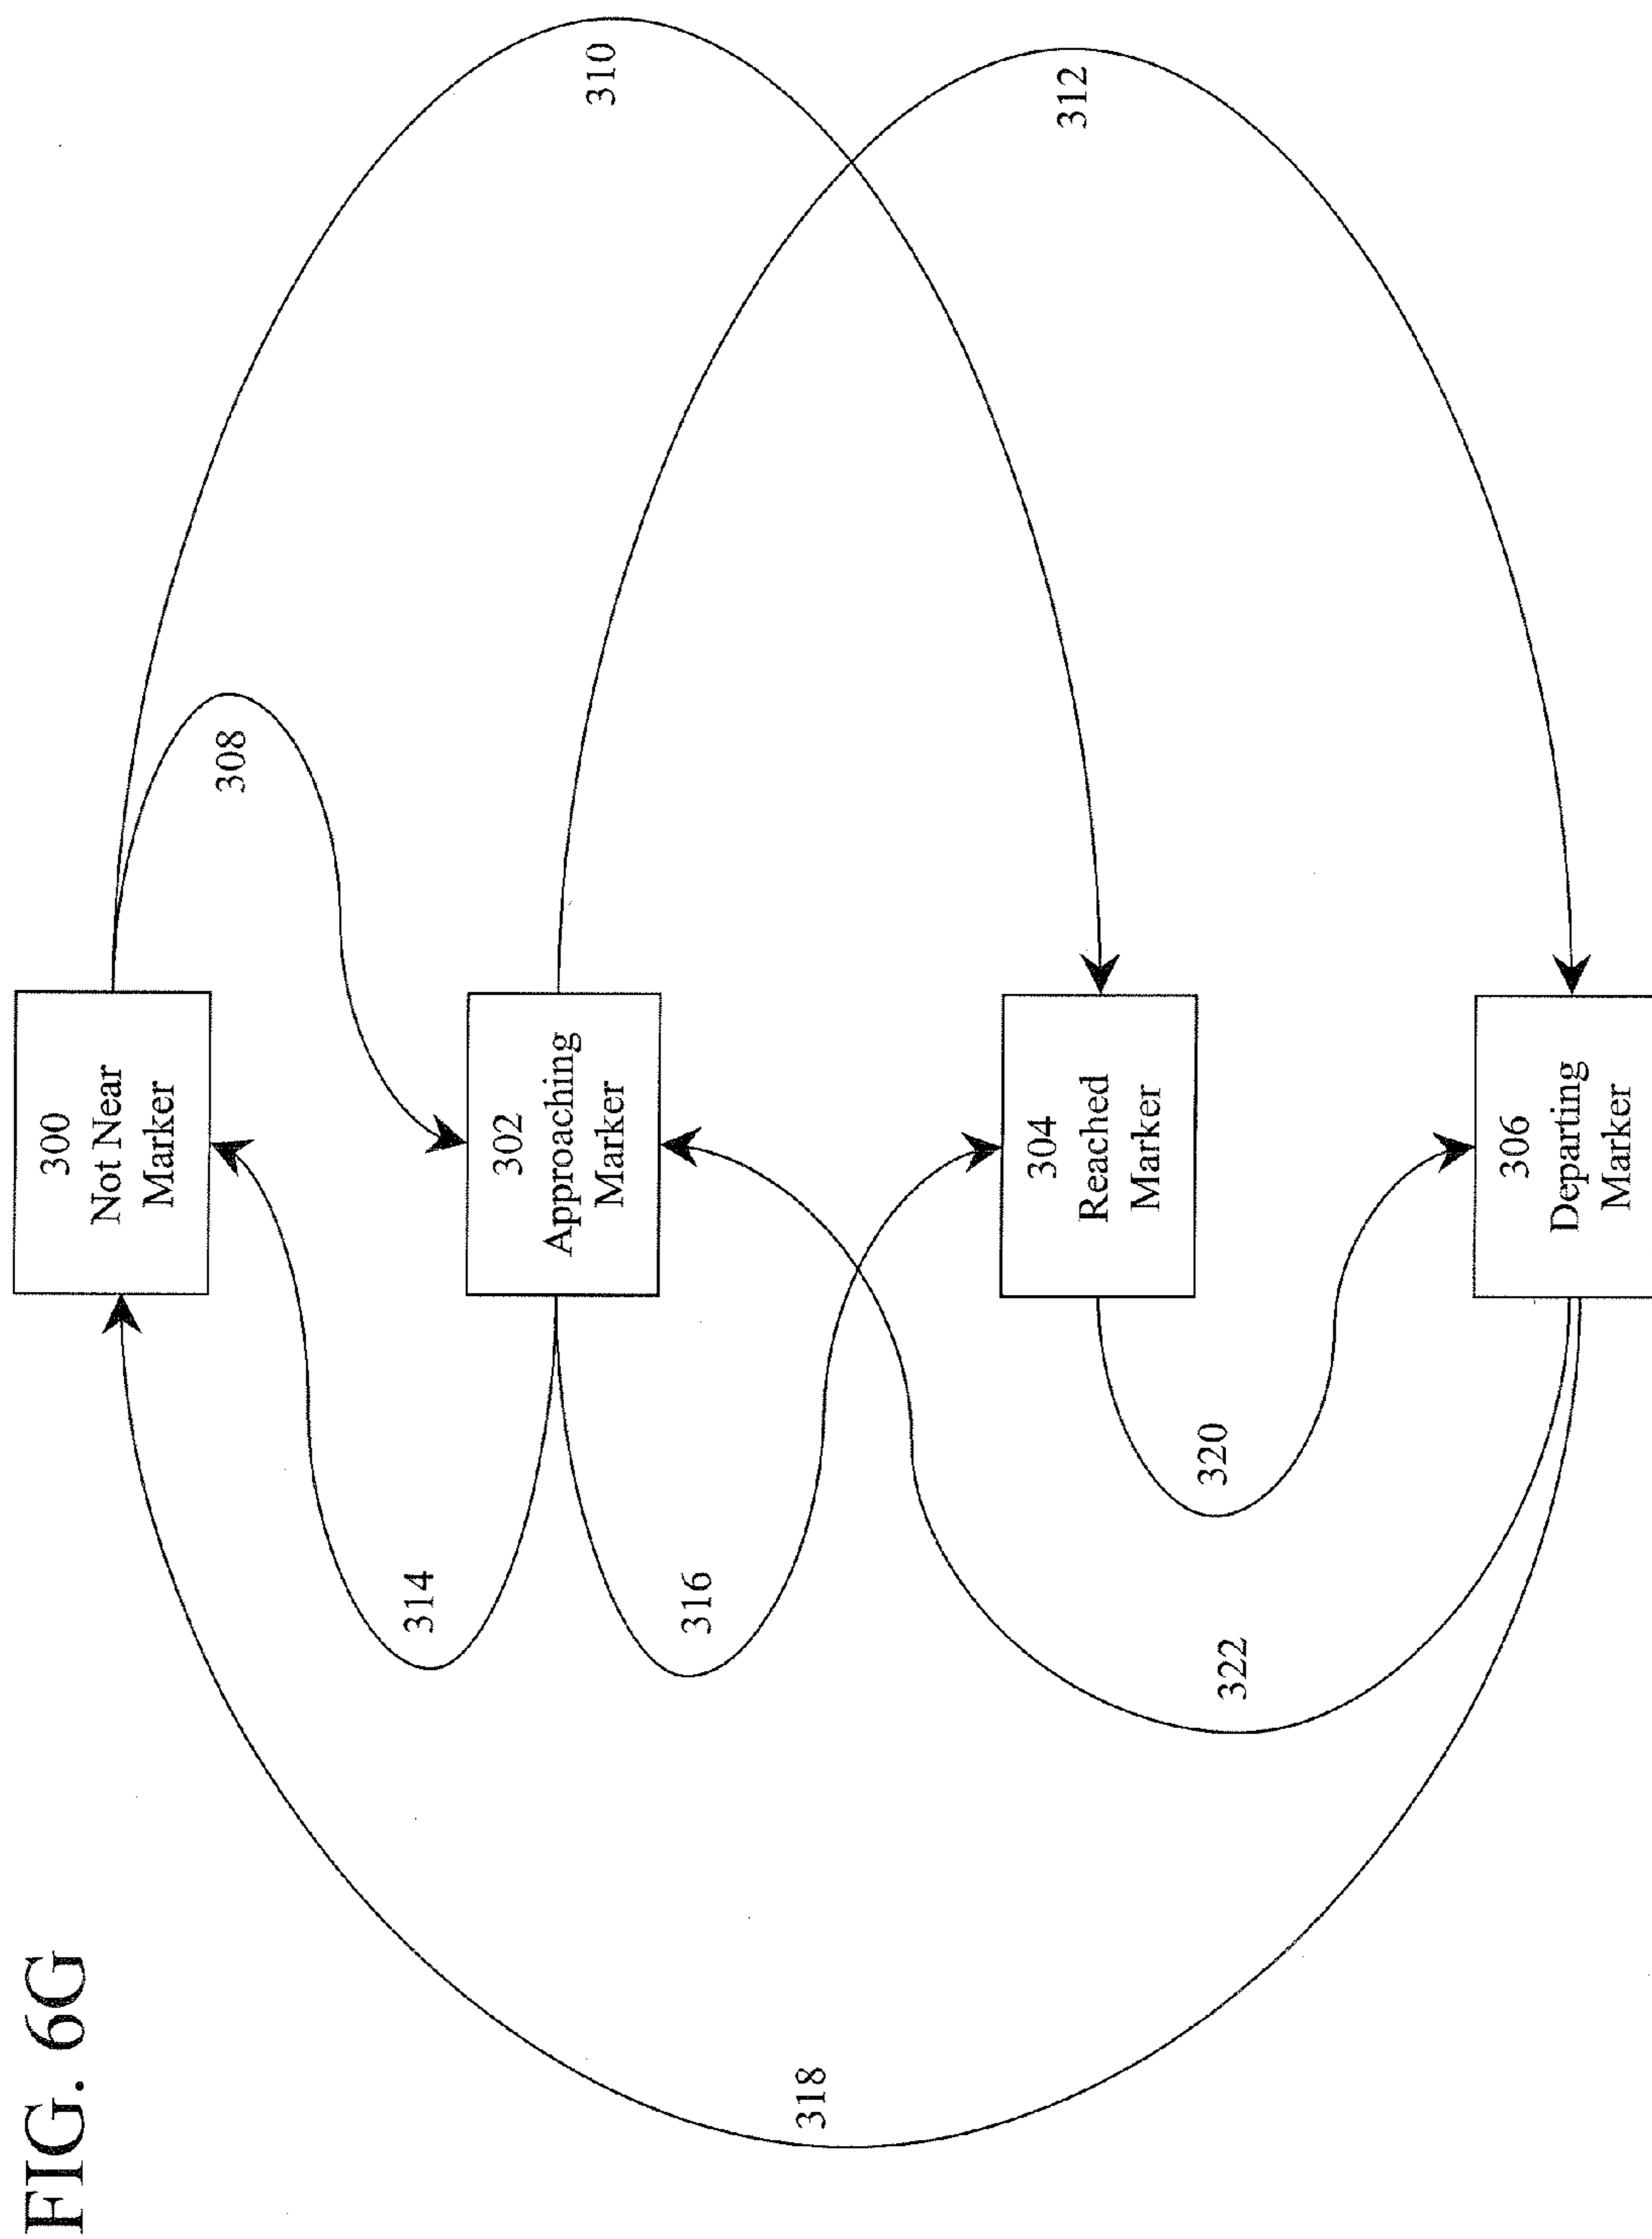 FIG. 6G
300
Not Near
Marker
302
Approaching
Marker
304
Reached
Marker
306
Departing
Marker
308
310
312
314
316
318
320
322